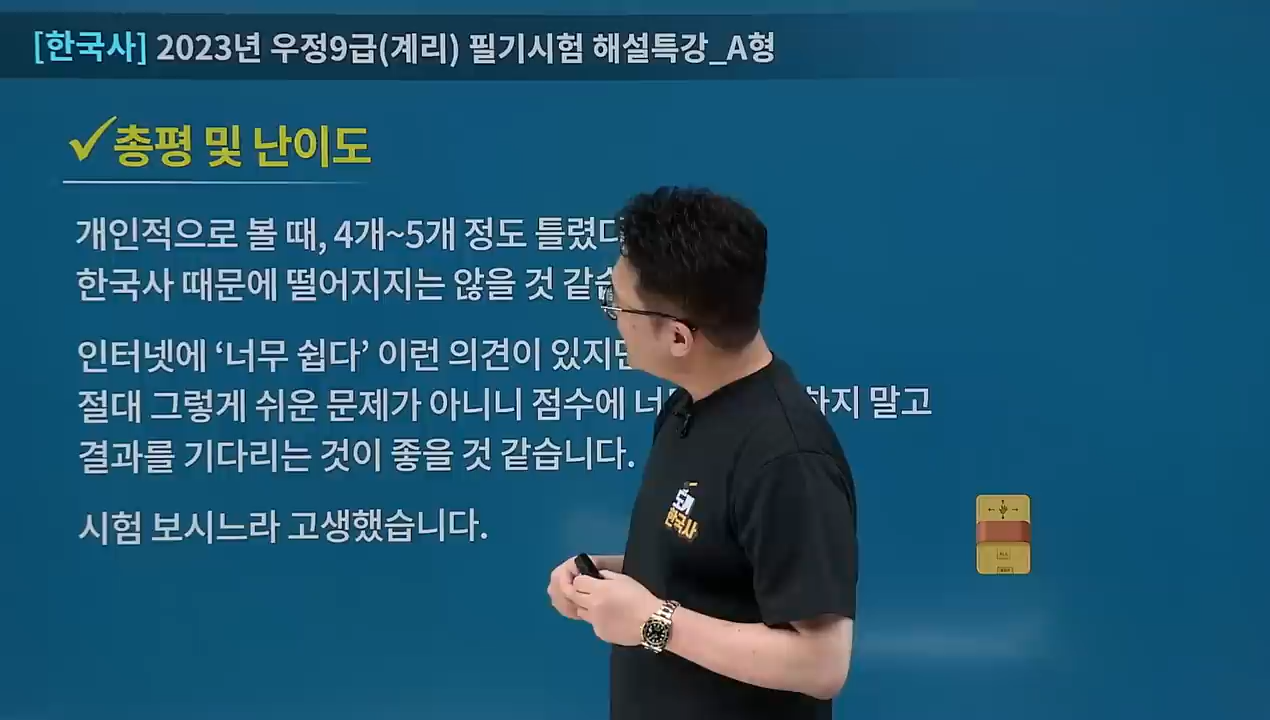 [한국사] 2023년 우정9급(계리) 필기시험 해설특강_A형
✓총평 및 난이도
개인적으로 볼 때, 4개~5개 정도 틀렸다
한국사 때문에 떨어지지는 않을 것
인터넷에 ‘너무 쉽다’ 이런 의견이
절대 그렇게 쉬운 문제가 아니니 점수에 말고
결과를 기다리는 것이 좋을 것 같습니다.
시험 보시느라 고생했습니다.
한국사